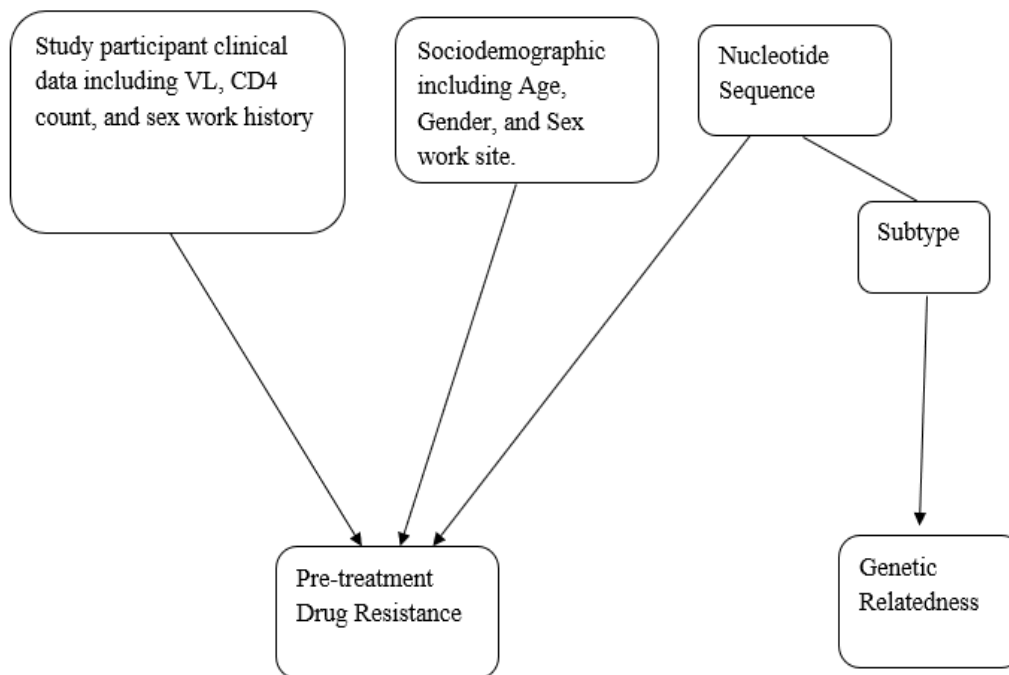 Study participant clinical
data including VL, CD4
count, and sex work history
Sociodemographic
including Age,
Gender, and Sex
work site.
Nucleotide
Sequence
Subtype
Pre-treatment
Drug Resistance
Genetic
Relatedness